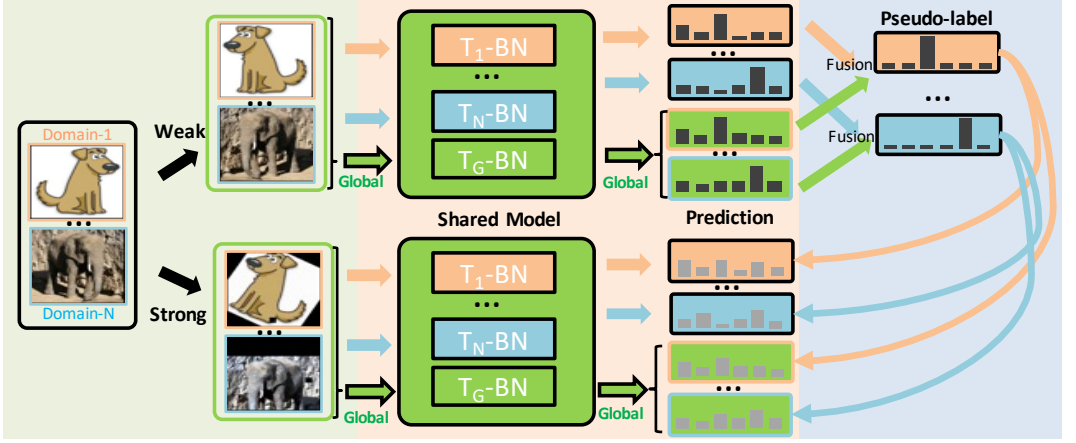 Pseudo-label
T1-BN
...
Fusion
...
TN-BN
Weak
...
Domain-1
TG-BN
Fusion
Global
Global
...
Shared Model
Prediction
T1-BN
...
...
Domain-N
Strong
...
TN-BN
TG-BN
...
Global
Global